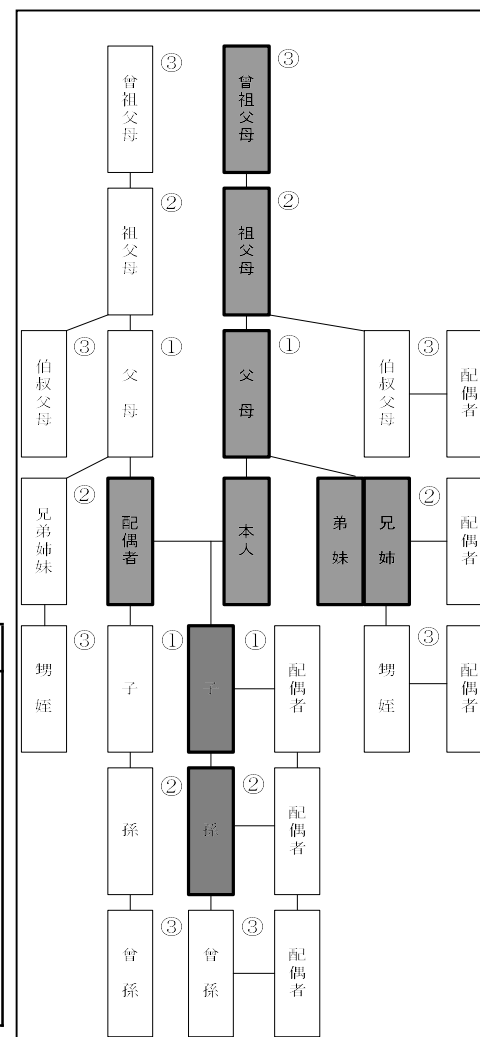 曾祖父母 ③ 曾祖父母 ③
祖父母 ② 祖父母 ②
伯叔父母 ③ 父母 ① 父母 ① 伯叔父母 ③ 配偶者
兄弟姉妹 ② 配偶者 本人 弟妹 兄姉 ② 配偶者
甥姪 ③ 子 ① 子 ① 配偶者 甥姪 ③ 配偶者
孫 ② 孫 ② 配偶者
曾孫 ③ 曾孫 ③ 配偶者